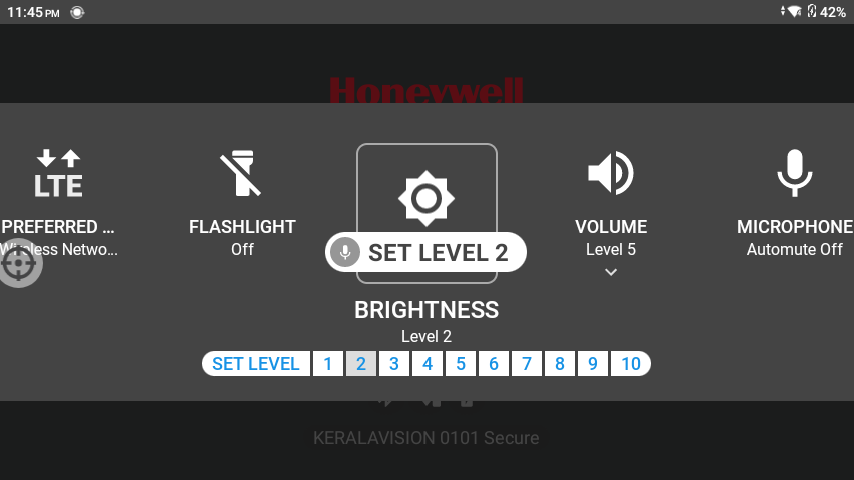 11:45 PM
42%
Honeywell
LTE
PREFERRED ...
Wireless Netwo...
FLASHLIGHT
Off
SET LEVEL 2
VOLUME
Level 5
MICROPHONE
Automute Off
BRIGHTNESS
Level 2
SET LEVEL 1 2 3 4 5 6 7 8 9 10
KERALAVISION 0101 Secure